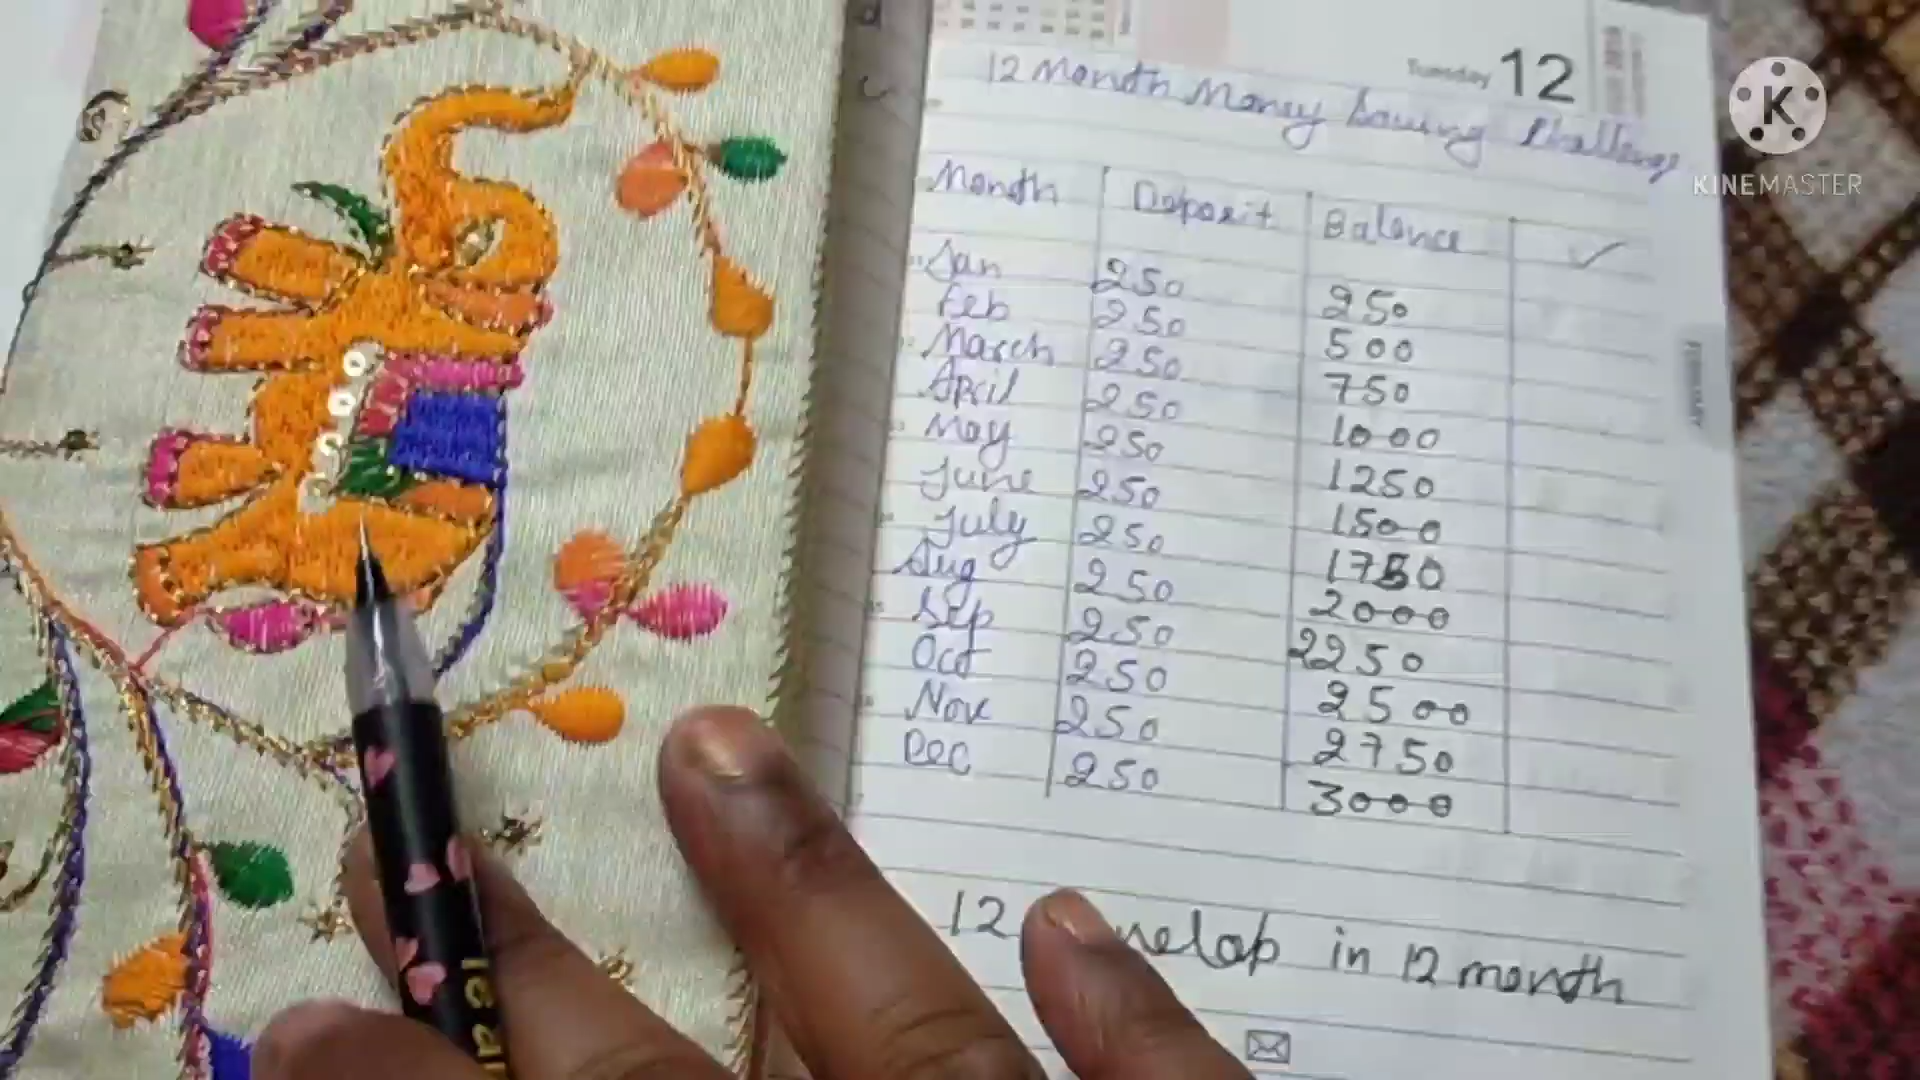 Tuesday 12
K
KINEMASTER
12 Month Money Saving Challenge
Month Deposit Balance ✓
Jan 250 250
Feb 250 500
March 250 750
April 250 1000
May 250 1250
June 250 1500
July 250 1750
Aug 250 2000
Sep 250 2250
Oct 250 2500
Nov 250 2750
Dec 250 3000
12 in 12 month